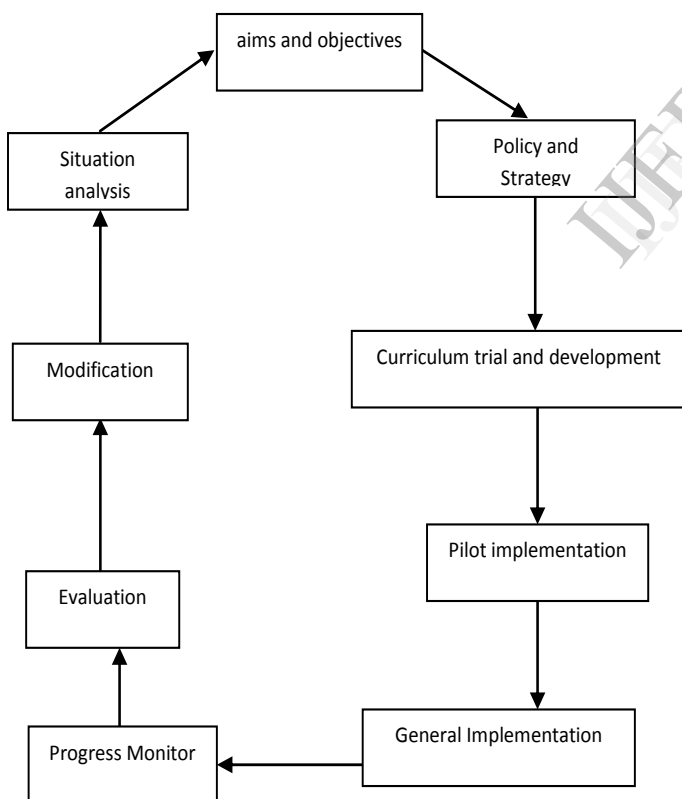 aims and objectives
Policy and
Strategy
Situation
analysis
Curriculum trial and development
Modification
Pilot implementation
Evaluation
General Implementation
Progress Monitor